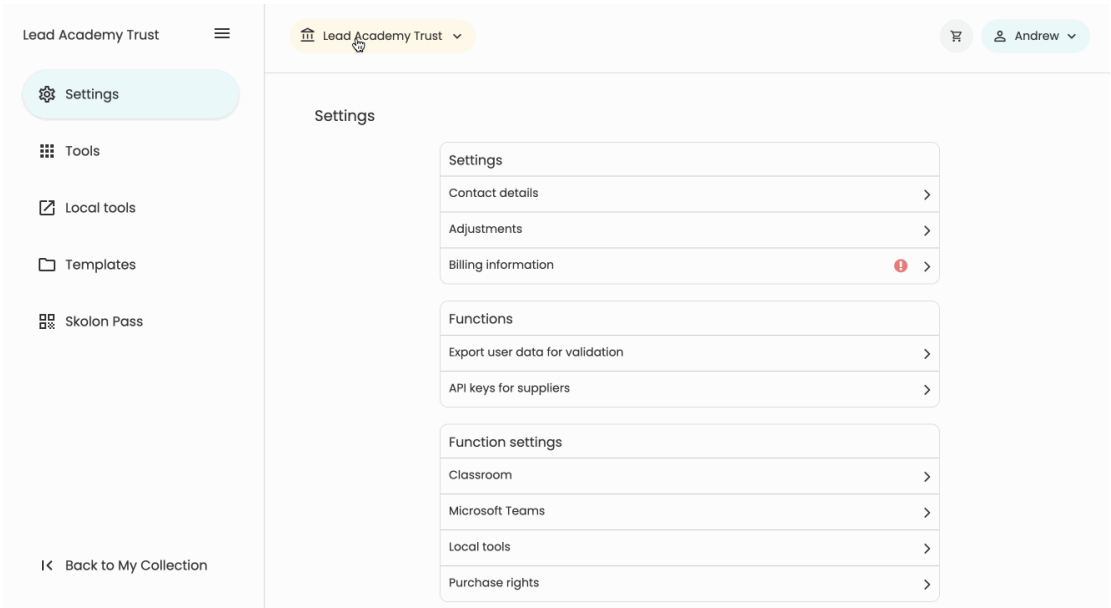 Lead Academy Trust
Settings
Tools
Local tools
Templates
Skolon Pass
Back to My Collection
Lead Academy Trust
Andrew
Settings
Settings
Contact details
Adjustments
Billing information
Functions
Export user data for validation
API keys for suppliers
Function settings
Classroom
Microsoft Teams
Local tools
Purchase rights